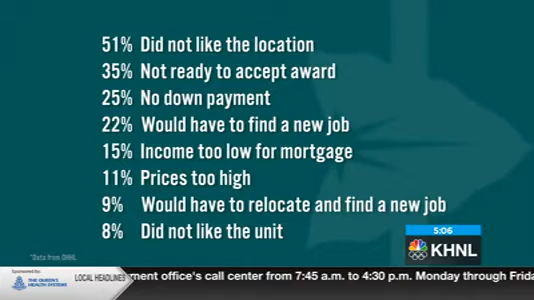 51% Did not like the location
35% Not ready to accept award
25% No down payment
22% Would have to find a new job
15% Income too low for mortgage
11% Prices too high
9% Would have to relocate and find a new job
8% Did not like the unit
*Data from DHHL
5:06
KHNL
Sponsored by:
THE QUEEN'S HEALTH SYSTEMS
LOCAL HEADLINES
ment office's call center from 7:45 a.m. to 4:30 p.m. Monday through Frida